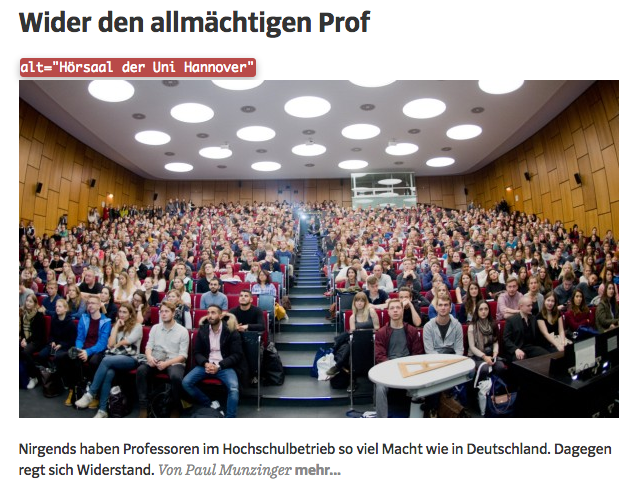 Wider den allmächtigen Prof
alt="Hörsaal der Uni Hannover"
Nirgends haben Professoren im Hochschulbetrieb so viel Macht wie in Deutschland. Dagegen
regt sich Widerstand. Von Paul Munzinger mehr...